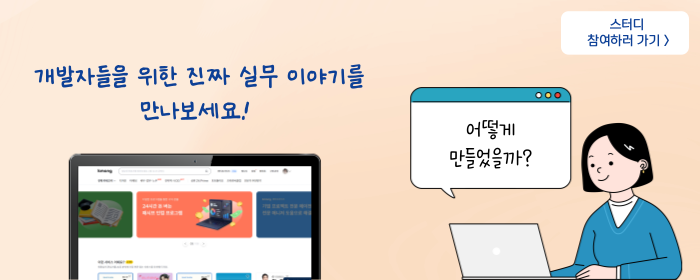 스터디
참여하러 가기 >
개발자들을 위한 진짜 실무 이야기를
만나보세요!
어떻게
만들었을까?